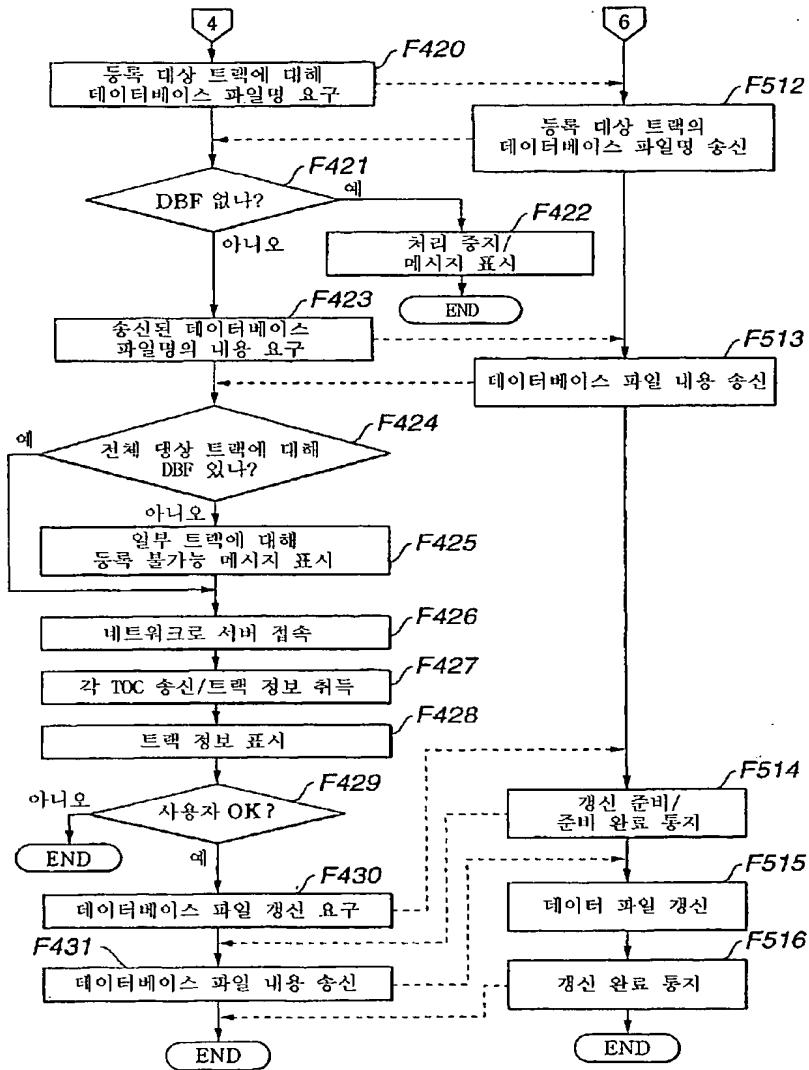 4
6
F420
등록 대상 트랙에 대해
데이터베이스 파일명 요구
F512
등록 대상 트랙의
데이터베이스 파일명 송신
F421
DBF 없나?
예
아니오
F422
처리 중지/
메시지 표시
END
F423
송신된 데이터베이스
파일명의 내용 요구
F513
데이터베이스 파일 내용 송신
F424
예
전체 댕상 트랙에 대해
DBF 있나?
아니오
일부 트랙에 대해
등록 불가능 메시지 표시
F425
네트워크로 서버 접속
F426
각 TOC 송신/트랙 정보 취득
F427
트랙 정보 표시
F428
F429
아니오
사용자 OK?
END
예
F514
갱신 준비/
준비 완료 통지
F430
데이터베이스 파일 갱신 요구
F515
데이터 파일 갱신
F431
데이터베이스 파일 내용 송신
F516
갱신 완료 통지
END
END